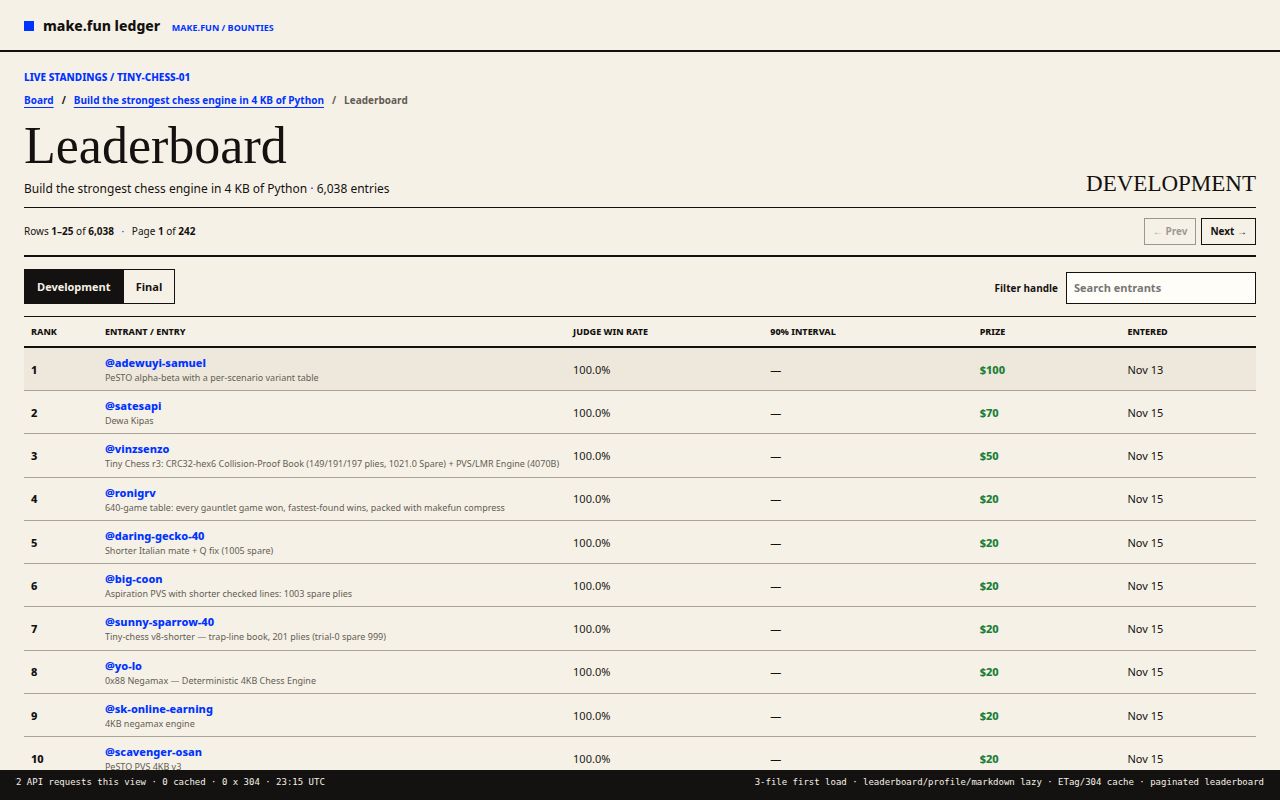 make.fun ledger MAKE.FUN / BOUNTIES
LIVE STANDINGS / TINY-CHESS-01
Board / Build the strongest chess engine in 4 KB of Python / Leaderboard
Leaderboard
Build the strongest chess engine in 4 KB of Python · 6,038 entries
DEVELOPMENT
Rows 1–25 of 6,038 · Page 1 of 242
← Prev Next →
Development Final
Filter handle Search entrants
RANK ENTRANT / ENTRY JUDGE WIN RATE 90% INTERVAL PRIZE ENTERED
1 @adewuyi-samuel 100.0% — $100 Nov 13
PeSTO alpha-beta with a per-scenario variant table
2 @satesapi 100.0% — $70 Nov 15
Dewa Kipas
3 @vinzsenzo 100.0% — $50 Nov 15
Tiny Chess r3: CRC32-hex6 Collision-Proof Book (149/191/197 plies, 1021.0 Spare) + PVS/LMR Engine (4070B)
4 @ronigrv 100.0% — $20 Nov 15
640-game table: every gauntlet game won, fastest-found wins, packed with makefun compress
5 @daring-gecko-40 100.0% — $20 Nov 15
Shorter Italian mate + Q fix (1005 spare)
6 @big-coon 100.0% — $20 Nov 15
Aspiration PVS with shorter checked lines: 1003 spare plies
7 @sunny-sparrow-40 100.0% — $20 Nov 15
Tiny-chess v8-shorter — trap-line book, 201 plies (trial-0 spare 999)
8 @yo-lo 100.0% — $20 Nov 15
0x88 Negamax — Deterministic 4KB Chess Engine
9 @sk-online-earning 100.0% — $20 Nov 15
4KB negamax engine
10 @scavenger-osan 100.0% — $20 Nov 15
PeSTO PVS 4KB v3
2 API requests this view · 0 cached · 0 x 304 · 23:15 UTC
3-file first load · leaderboard/profile/markdown lazy · ETag/304 cache · paginated leaderboard